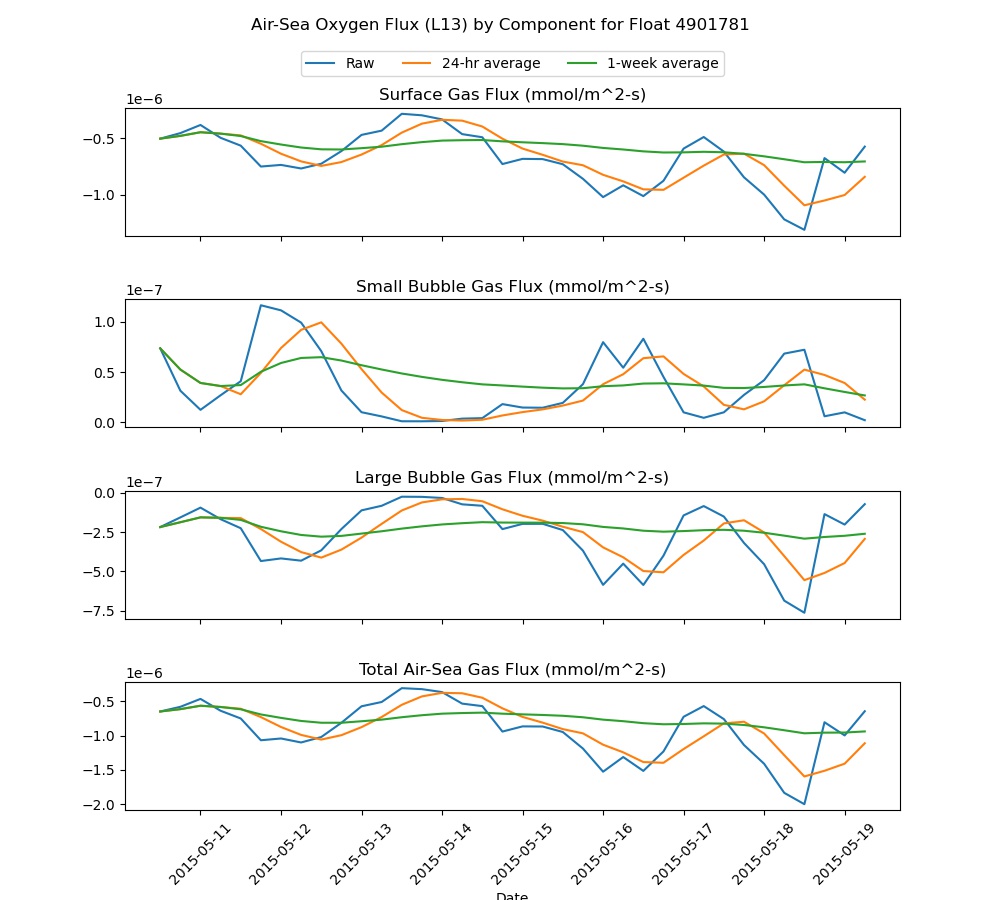 Air-Sea Oxygen Flux (L13) by Component for Float 4901781
Raw 24-hr average 1-week average
1e−6
Surface Gas Flux (mmol/m^2-s)
−0.5
−1.0
1e−7
Small Bubble Gas Flux (mmol/m^2-s)
1.0
0.5
0.0
1e−7
Large Bubble Gas Flux (mmol/m^2-s)
0.0
−2.5
−5.0
−7.5
1e−6
Total Air-Sea Gas Flux (mmol/m^2-s)
−0.5
−1.0
−1.5
−2.0
2015-05-11
2015-05-12
2015-05-13
2015-05-14
2015-05-15
2015-05-16
2015-05-17
2015-05-18
2015-05-19
Date